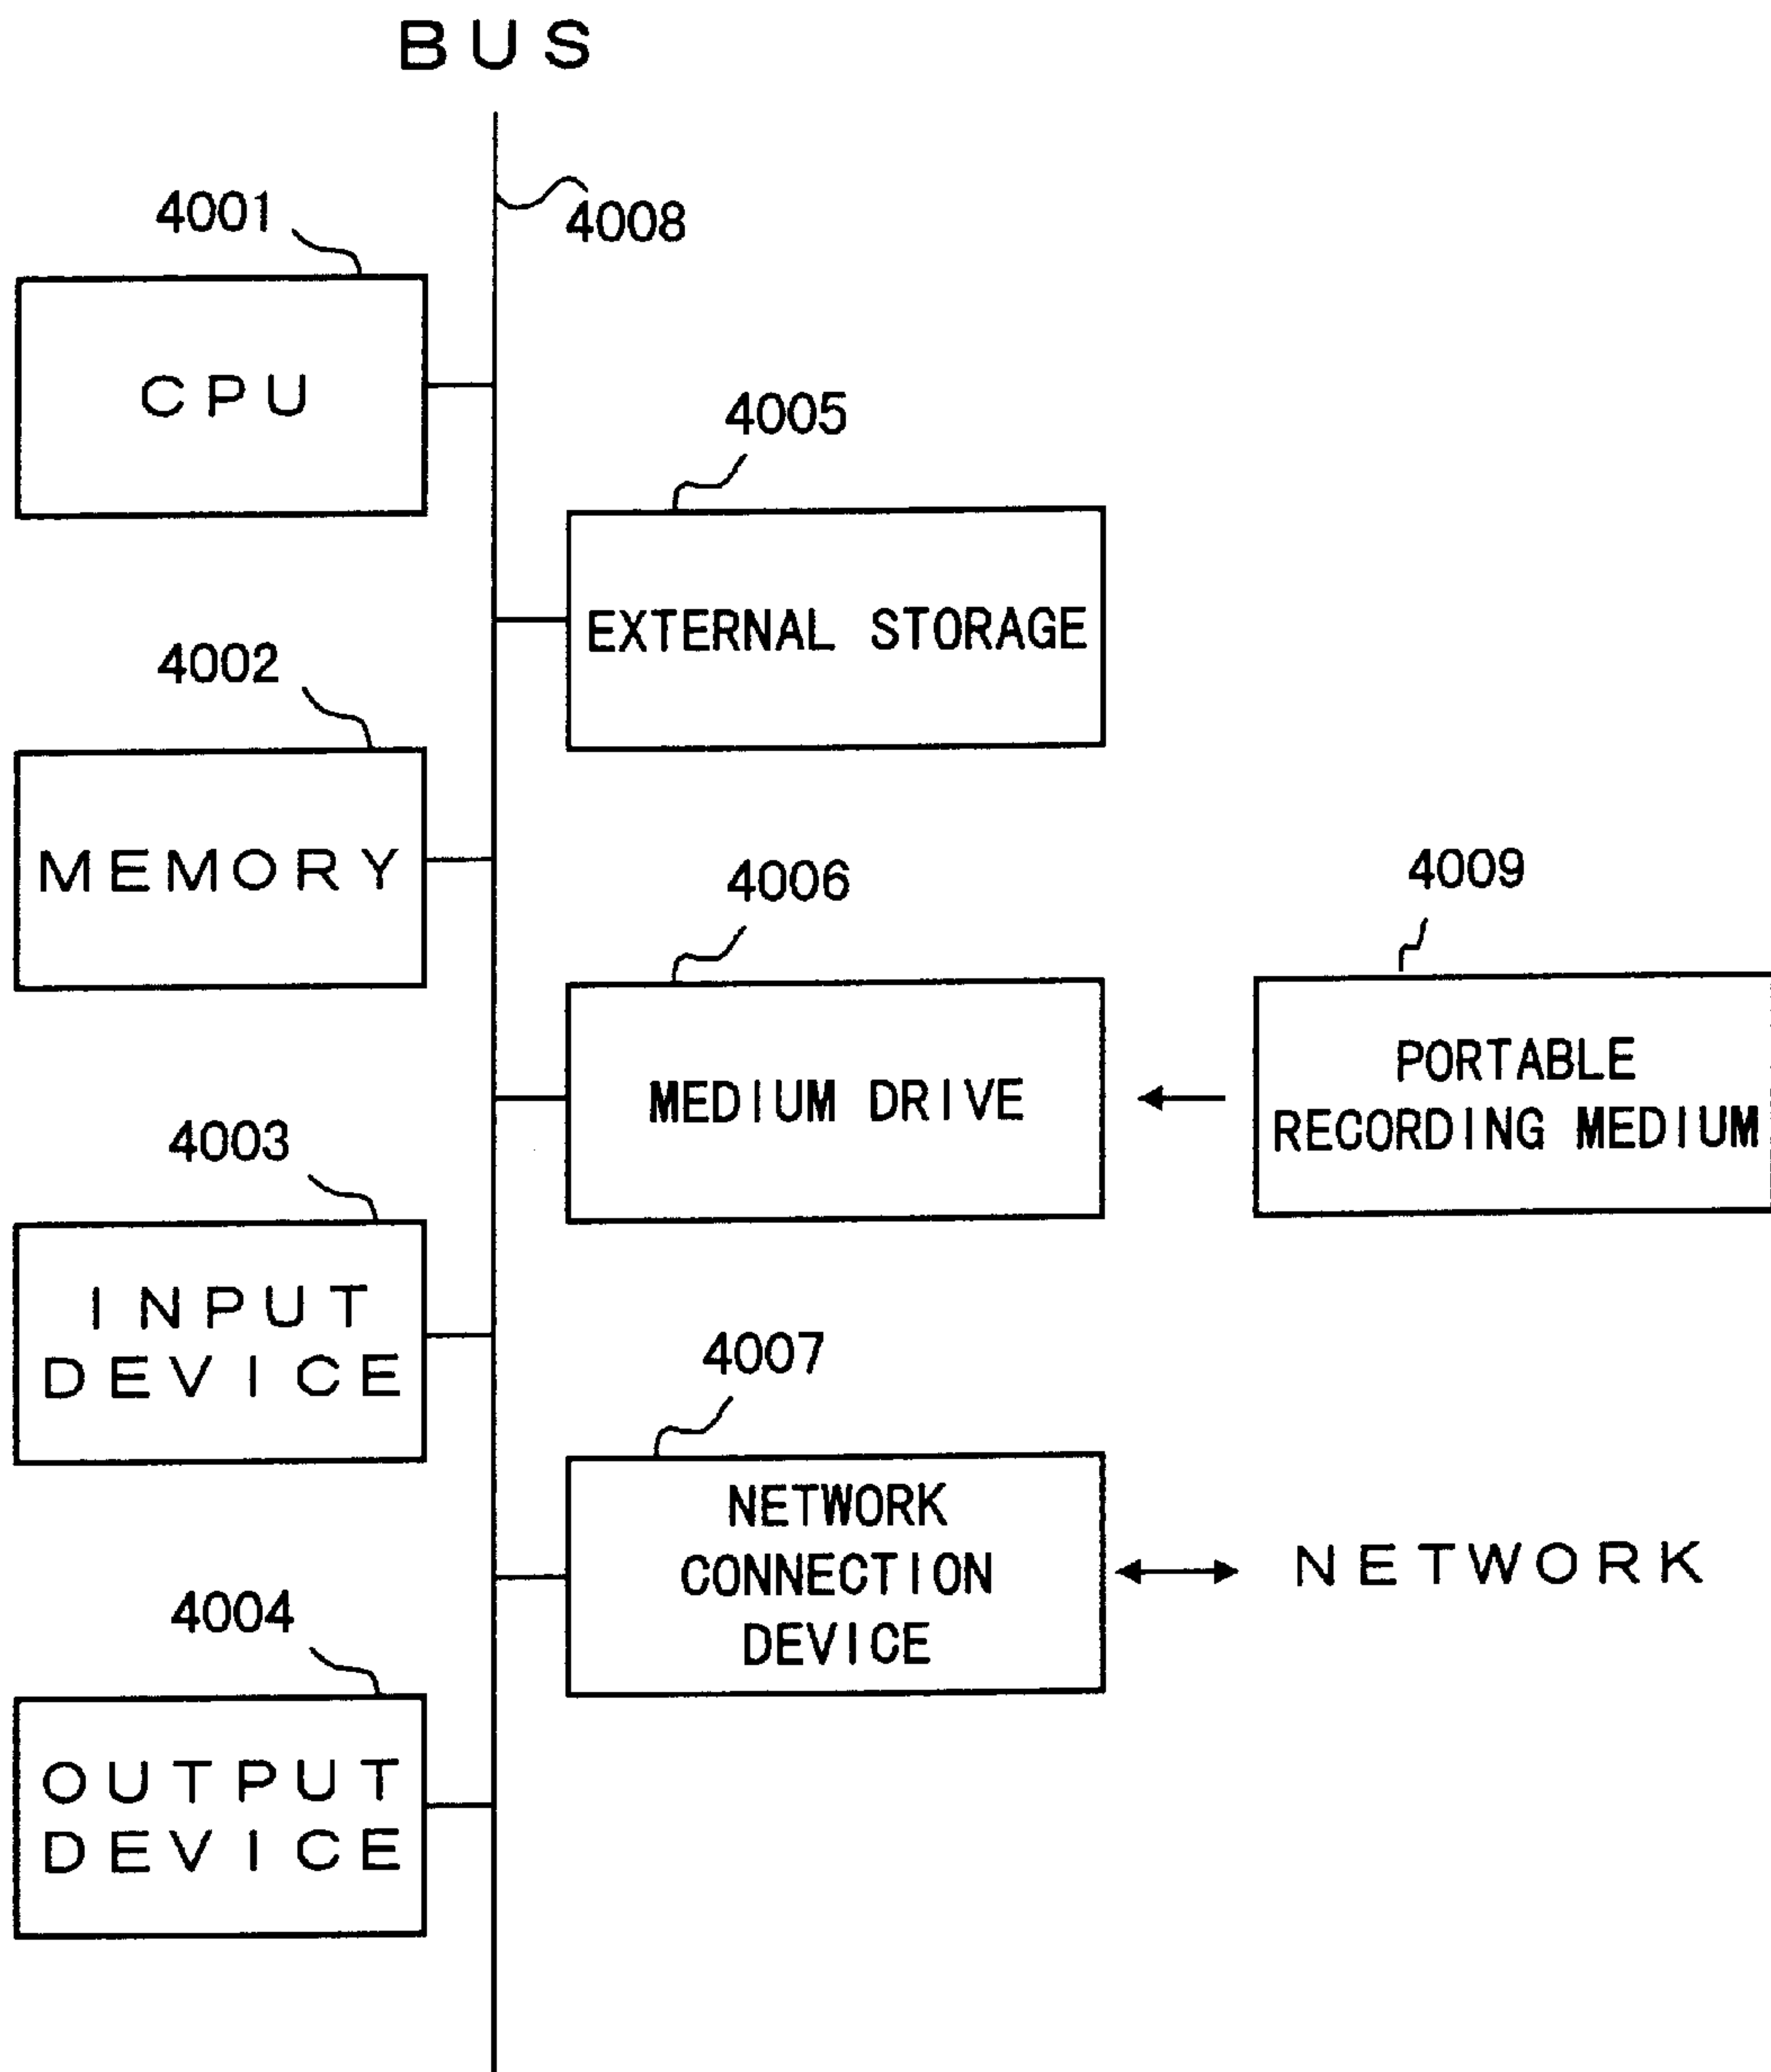 BUS
4001
4008
CPU
4005
EXTERNAL STORAGE
4002
MEMORY
4006
4009
MEDIUM DRIVE
PORTABLE
RECORDING MEDIUM
4003
INPUT
DEVICE
4007
NETWORK
CONNECTION
DEVICE
NETWORK
4004
OUTPUT
DEVICE